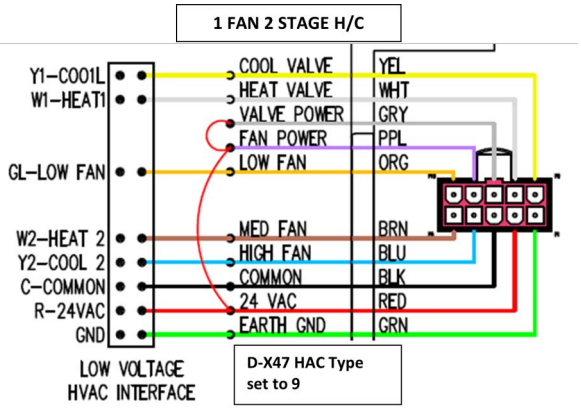 1 FAN 2 STAGE H/C
Y1-COO1L COOL VALVE YEL
W1-HEAT1 HEAT VALVE WHT
VALVE POWER GRY
FAN POWER PPL
GL-LOW FAN LOW FAN ORG
W2-HEAT 2 MED FAN BRN
Y2-COOL 2 HIGH FAN BLU
C-COMMON COMMON BLK
R-24VAC 24 VAC RED
GND EARTH GND GRN
LOW VOLTAGE
HVAC INTERFACE
D-X47 HAC Type
set to 9